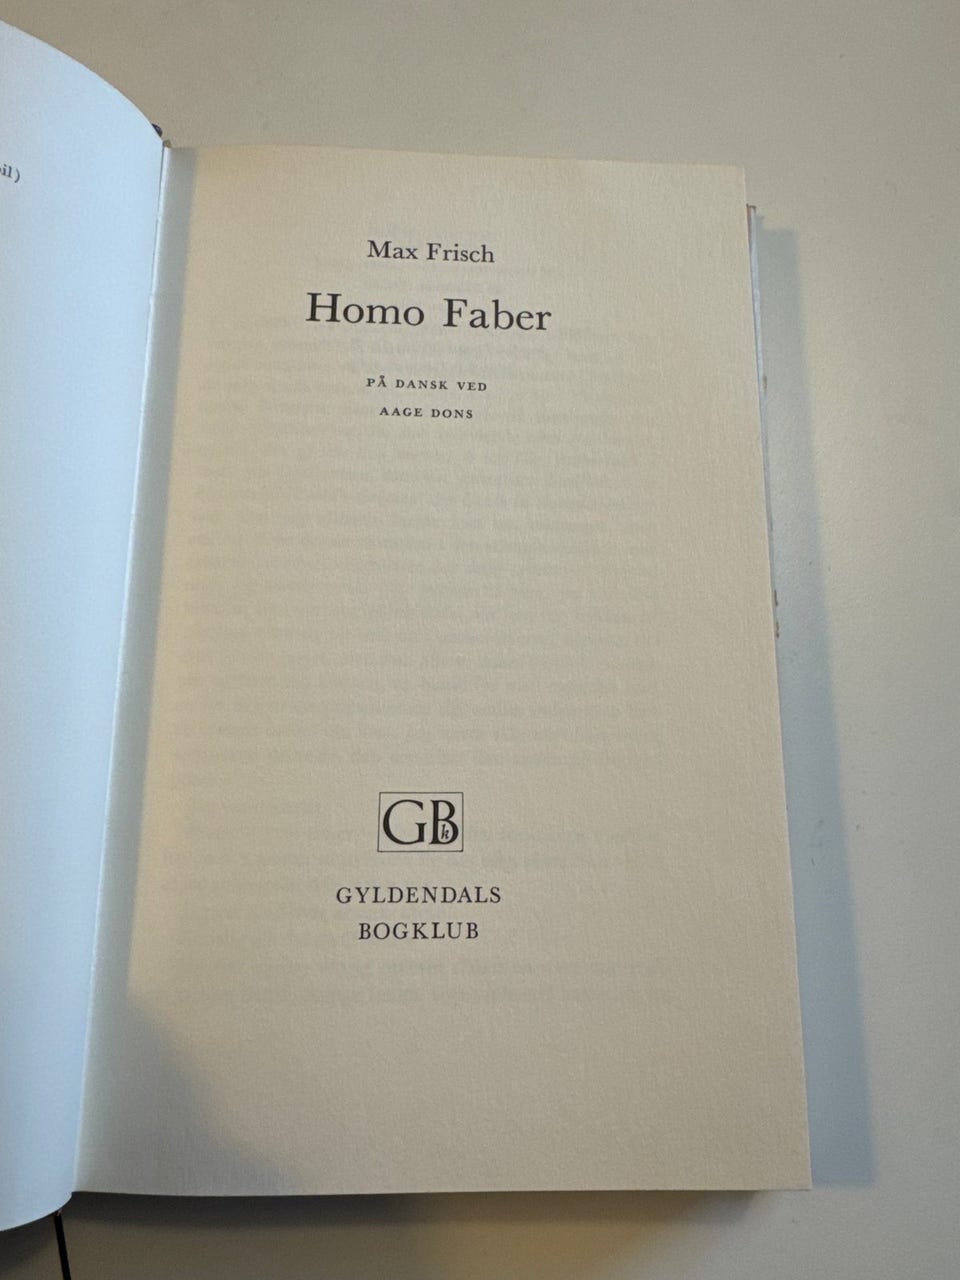 Max Frisch
Homo Faber
PÅ DANSK VED
AAGE DONS
GBk
GYLDENDALS
BOGKLUB